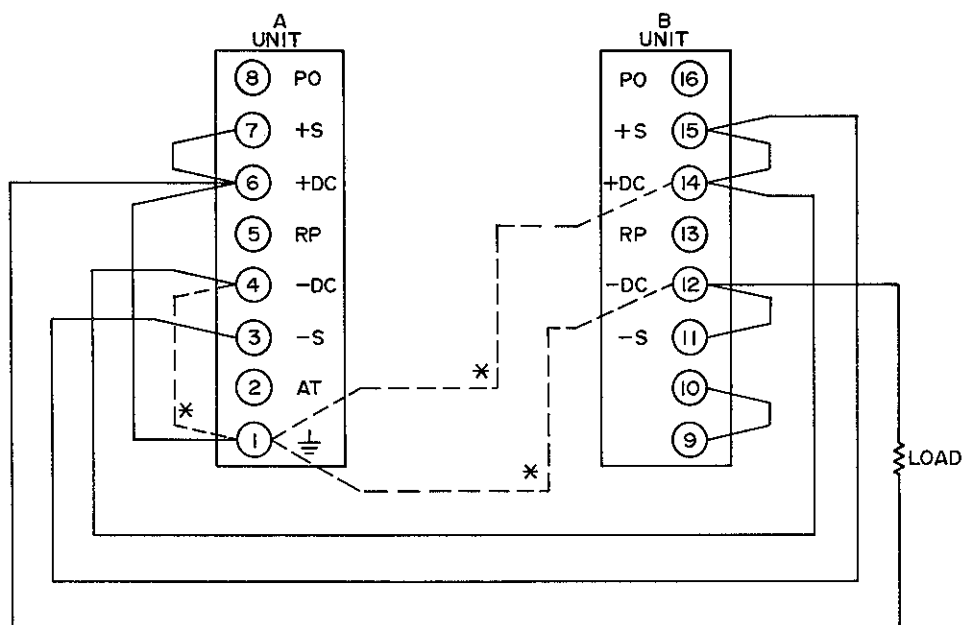 A
UNIT
8 PO
7 +S
6 +DC
5 RP
4 -DC
3 -S
2 AT
1
*
*
*
B
UNIT
PO 16
+S 15
+DC 14
RP 13
-DC 12
-S 11
10
9
LOAD